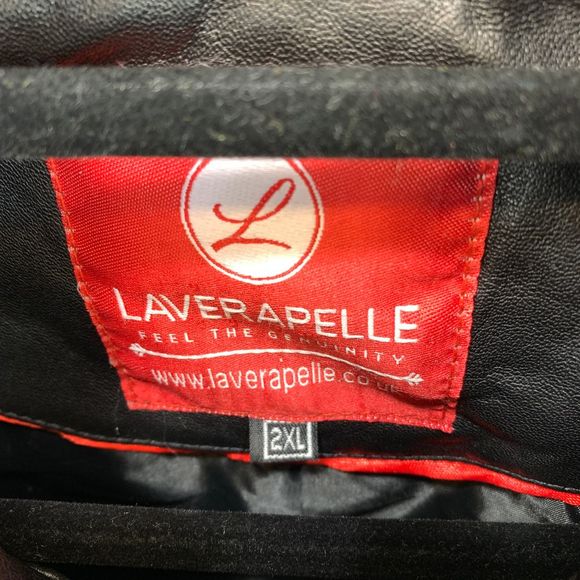 L
LAVERAPELLE
FEEL THE GENUINITY
www.laverapelle.co.uk
2XL